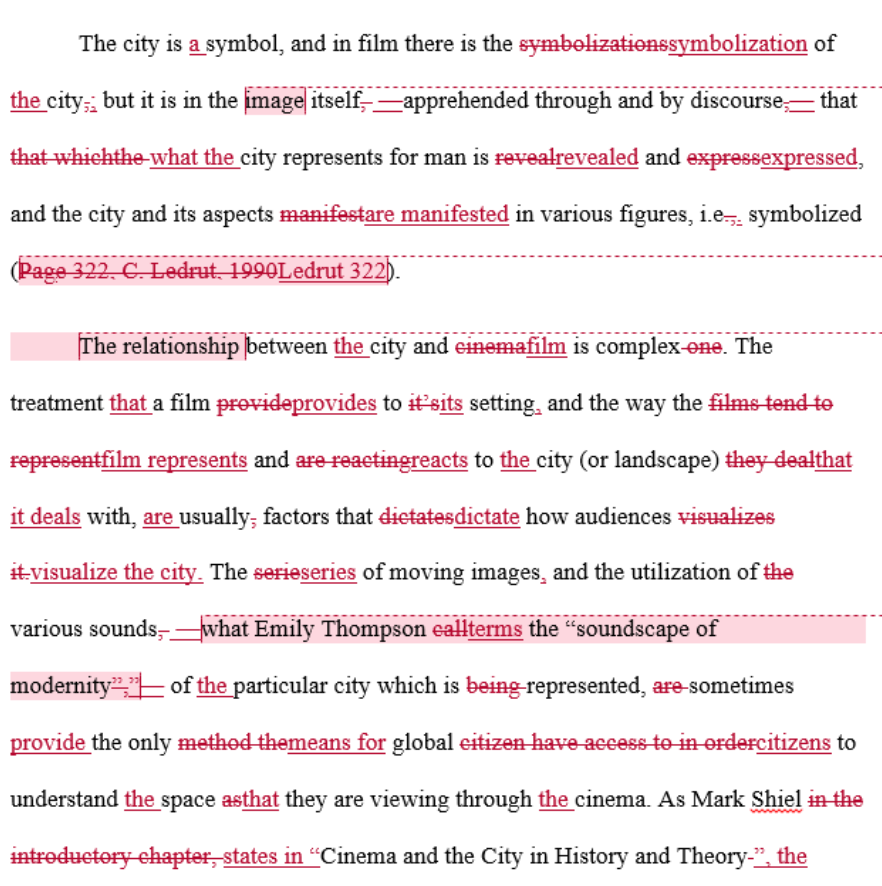 The city is a symbol, and in film there is the symbolizationssymbolization of
the city,; but it is in the image itself, —apprehended through and by discourse,— that
that whichthe what the city represents for man is revealrevealed and expressexpressed,
and the city and its aspects manifestare manifested in various figures, i.e.,. symbolized
(Page 322, C. Ledrut, 1990Ledrut 322).
The relationship between the city and cinemafilm is complex one. The
treatment that a film provideprovides to it’sits setting, and the way the films tend to
representfilm represents and are reactingreacts to the city (or landscape) they dealthat
it deals with, are usually, factors that dictatesdictate how audiences visualizes
it.visualize the city. The serieseries of moving images, and the utilization of the
various sounds, —what Emily Thompson callterms the “soundscape of
modernity”,”— of the particular city which is being represented, are sometimes
provide the only method themeans for global citizen have access to in ordercitizens to
understand the space asthat they are viewing through the cinema. As Mark Shiel in the
introductory chapter, states in “Cinema and the City in History and Theory-”, the